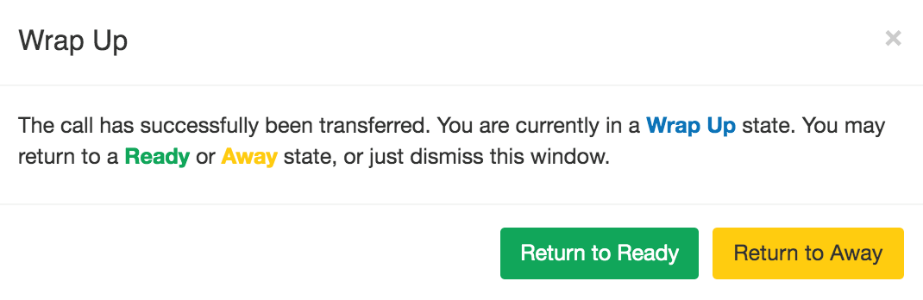 Wrap Up
×
The call has successfully been transferred. You are currently in a Wrap Up state. You may
return to a Ready or Away state, or just dismiss this window.
Return to Ready Return to Away